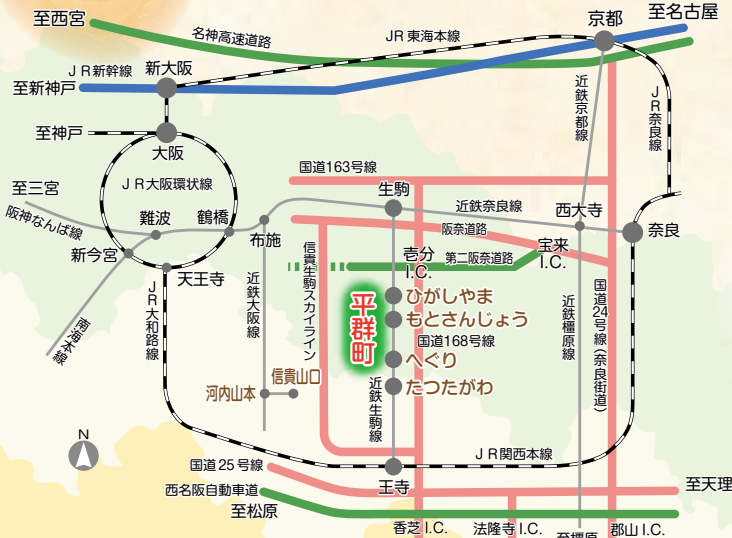 至西宮
名神高速道路
JR東海本線
京都
至名古屋
JR新幹線
新大阪
至新神戸
至神戸
大阪
近鉄京都線
JR奈良線
国道163号線
JR大阪環状線
生駒
至三宮
阪神なんば線
難波
鶴橋
布施
近鉄奈良線
西大寺
奈良
阪奈道路
新今宮
天王寺
壱分
I.C.
第二阪奈道路
宝来
I.C.
信貴生駒スカイライン
近鉄大阪線
JR大和路線
南海本線
平群町
ひがしやま
もとさんじょう
国道168号線
へぐり
たつたがわ
近鉄橿原線
国道24号線(奈良街道)
近鉄生駒線
河内山本
信貴山口
N
JR関西本線
国道25号線
王寺
西名阪自動車道
至松原
至天理
香芝I.C.
法隆寺I.C.
至橿原
郡山I.C.